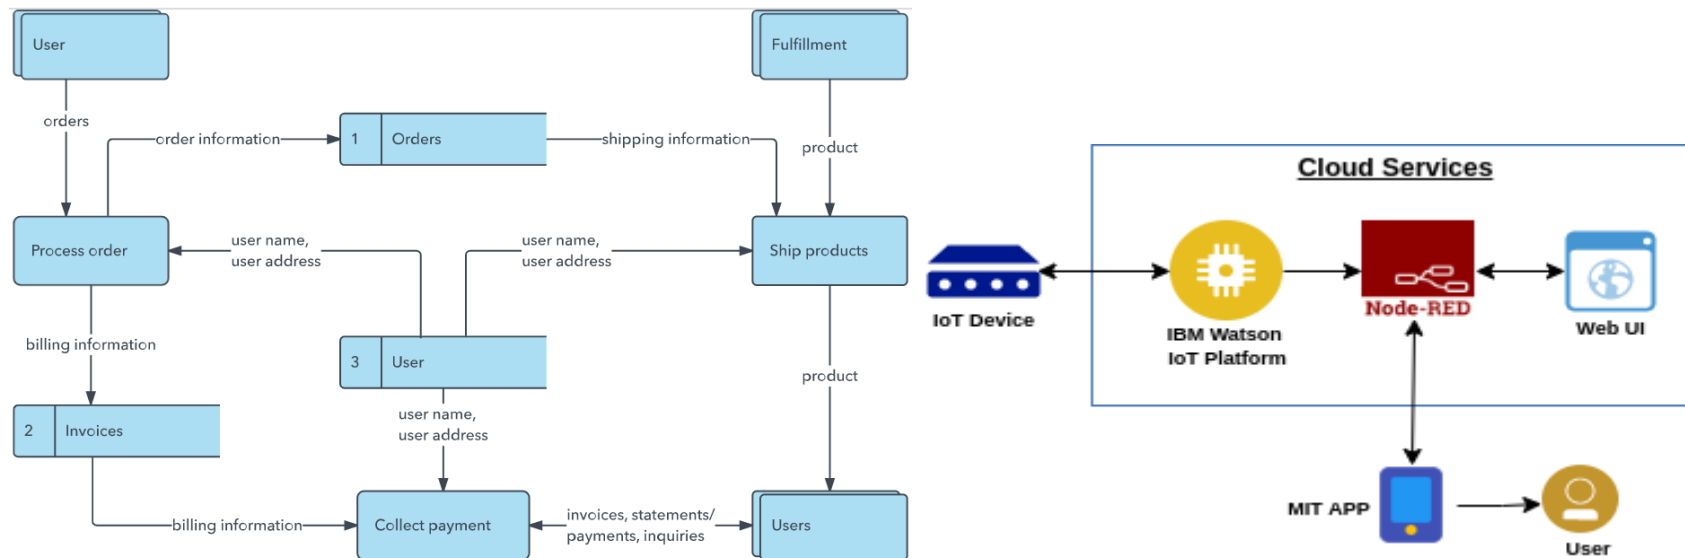 User
Fulfillment
orders
order information
1
Orders
shipping information
product
Process order
user name,
user address
user name,
user address
Ship products
billing information
3
User
product
2
Invoices
user name,
user address
billing information
Collect payment
invoices, statements/
payments, inquiries
Users
Cloud Services
IoT Device
IBM Watson
IoT Platform
Node-RED
Web UI
MIT APP
User